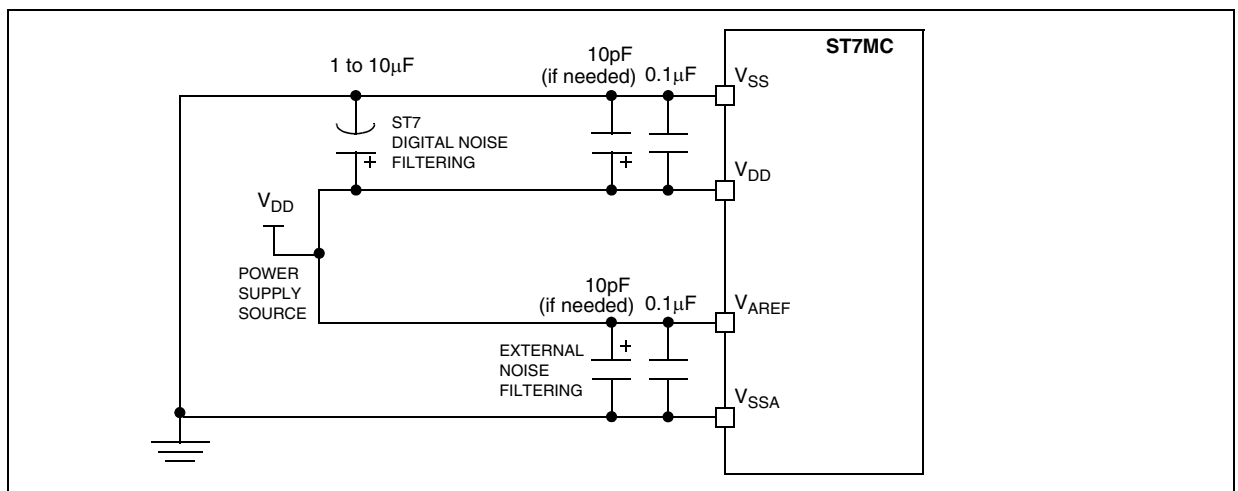 ST7MC
10pF
(if needed) 0.1μF
1 to 10μF
VSS
ST7
DIGITAL NOISE
FILTERING
+
+
VDD
VDD
POWER
SUPPLY
SOURCE
10pF
(if needed) 0.1μF
VAREF
EXTERNAL
NOISE
FILTERING
+
VSSA